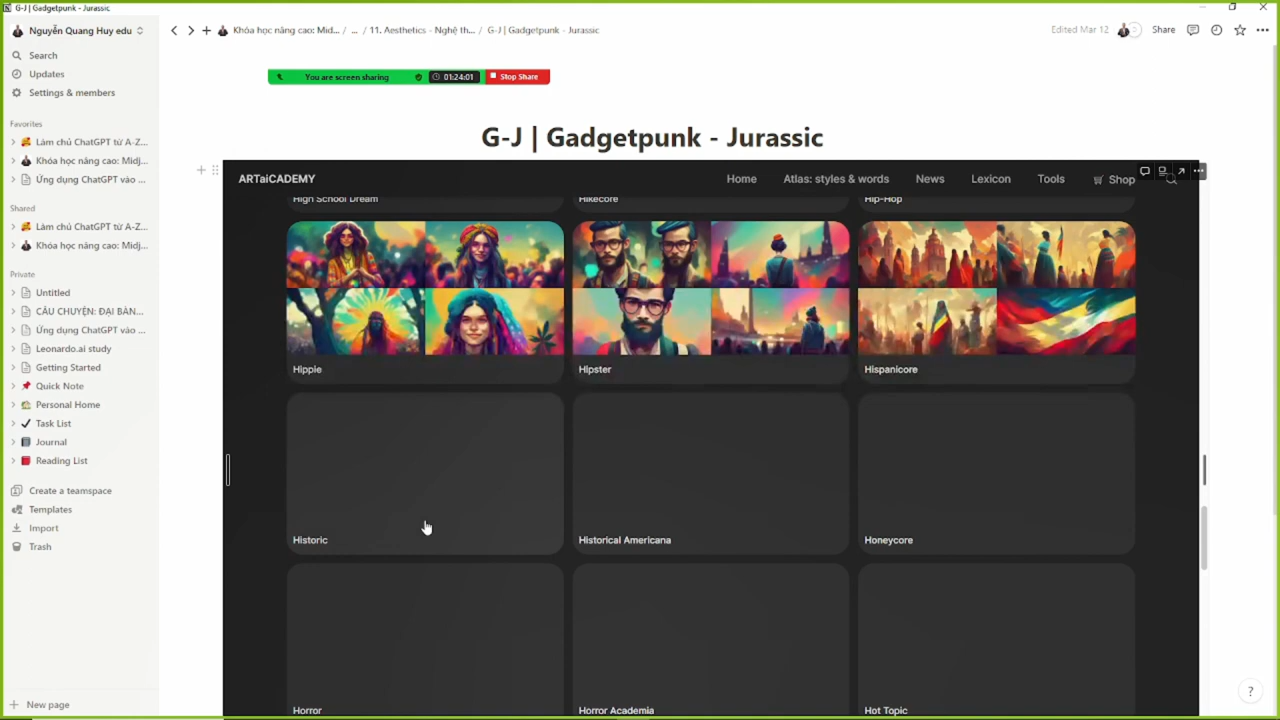 G-J | Gadgetpunk - Jurassic
Nguyễn Quang Huy edu
Khóa học nâng cao: Mid... / ... / 11. Aesthetics - Nghệ th... / G-J | Gadgetpunk - Jurassic
Edited Mar 12
Share
Search
Updates
Settings & members
You are screen sharing
01:24:01
Stop Share
Favorites
Làm chủ ChatGPT từ A-Z...
Khóa học nâng cao: Midj...
Ứng dụng ChatGPT vào ...
Shared
Làm chủ ChatGPT từ A-Z...
Khóa học nâng cao: Midj...
Private
Untitled
CÂU CHUYỆN: ĐẠI BÀN...
Ứng dụng ChatGPT vào ...
Leonardo.ai study
Getting Started
Quick Note
Personal Home
Task List
Journal
Reading List
Create a teamspace
Templates
Import
Trash
New page
G-J | Gadgetpunk - Jurassic
ARTaiCADEMY
Home
Atlas: styles & words
News
Lexicon
Tools
Shop
High School Dream
Hikecore
Hip-Hop
Hippie
Hipster
Hispanicore
Historic
Historical Americana
Honeycore
Horror
Horror Academia
Hot Topic
?